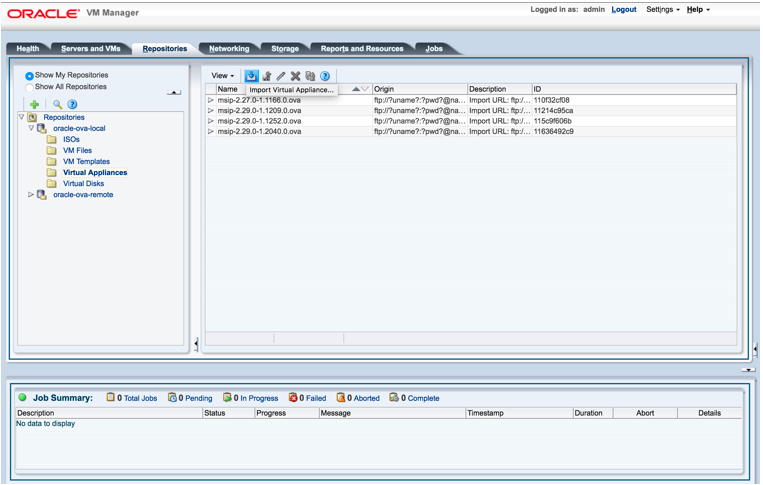 ORACLE® VM Manager
Logged in as: admin Logout Settings Help
Health Servers and VMs Repositories Networking Storage Reports and Resources Jobs
Show My Repositories
Show All Repositories
Repositories
oracle-ova-local
ISOs
VM Files
VM Templates
Virtual Appliances
Virtual Disks
oracle-ova-remote
View
Import Virtual Appliance...
Name Origin Description ID
msip-2.27.0-1.1166.0.ova ftp://?uname?:?pwd?@na... Import URL: ftp:/... 110f32cf08
msip-2.29.0-1.1209.0.ova ftp://?uname?:?pwd?@na... Import URL: ftp:/... 11214c95ca
msip-2.29.0-1.1252.0.ova ftp://?uname?:?pwd?@na... Import URL: ftp:/... 115c9f606b
msip-2.29.0-1.2040.0.ova ftp://?uname?:?pwd?@na... Import URL: ftp:/... 11636492c9
Job Summary: 0 Total Jobs 0 Pending 0 In Progress 0 Failed 0 Aborted 0 Complete
Description Status Progress Message Timestamp Duration Abort Details
No data to display